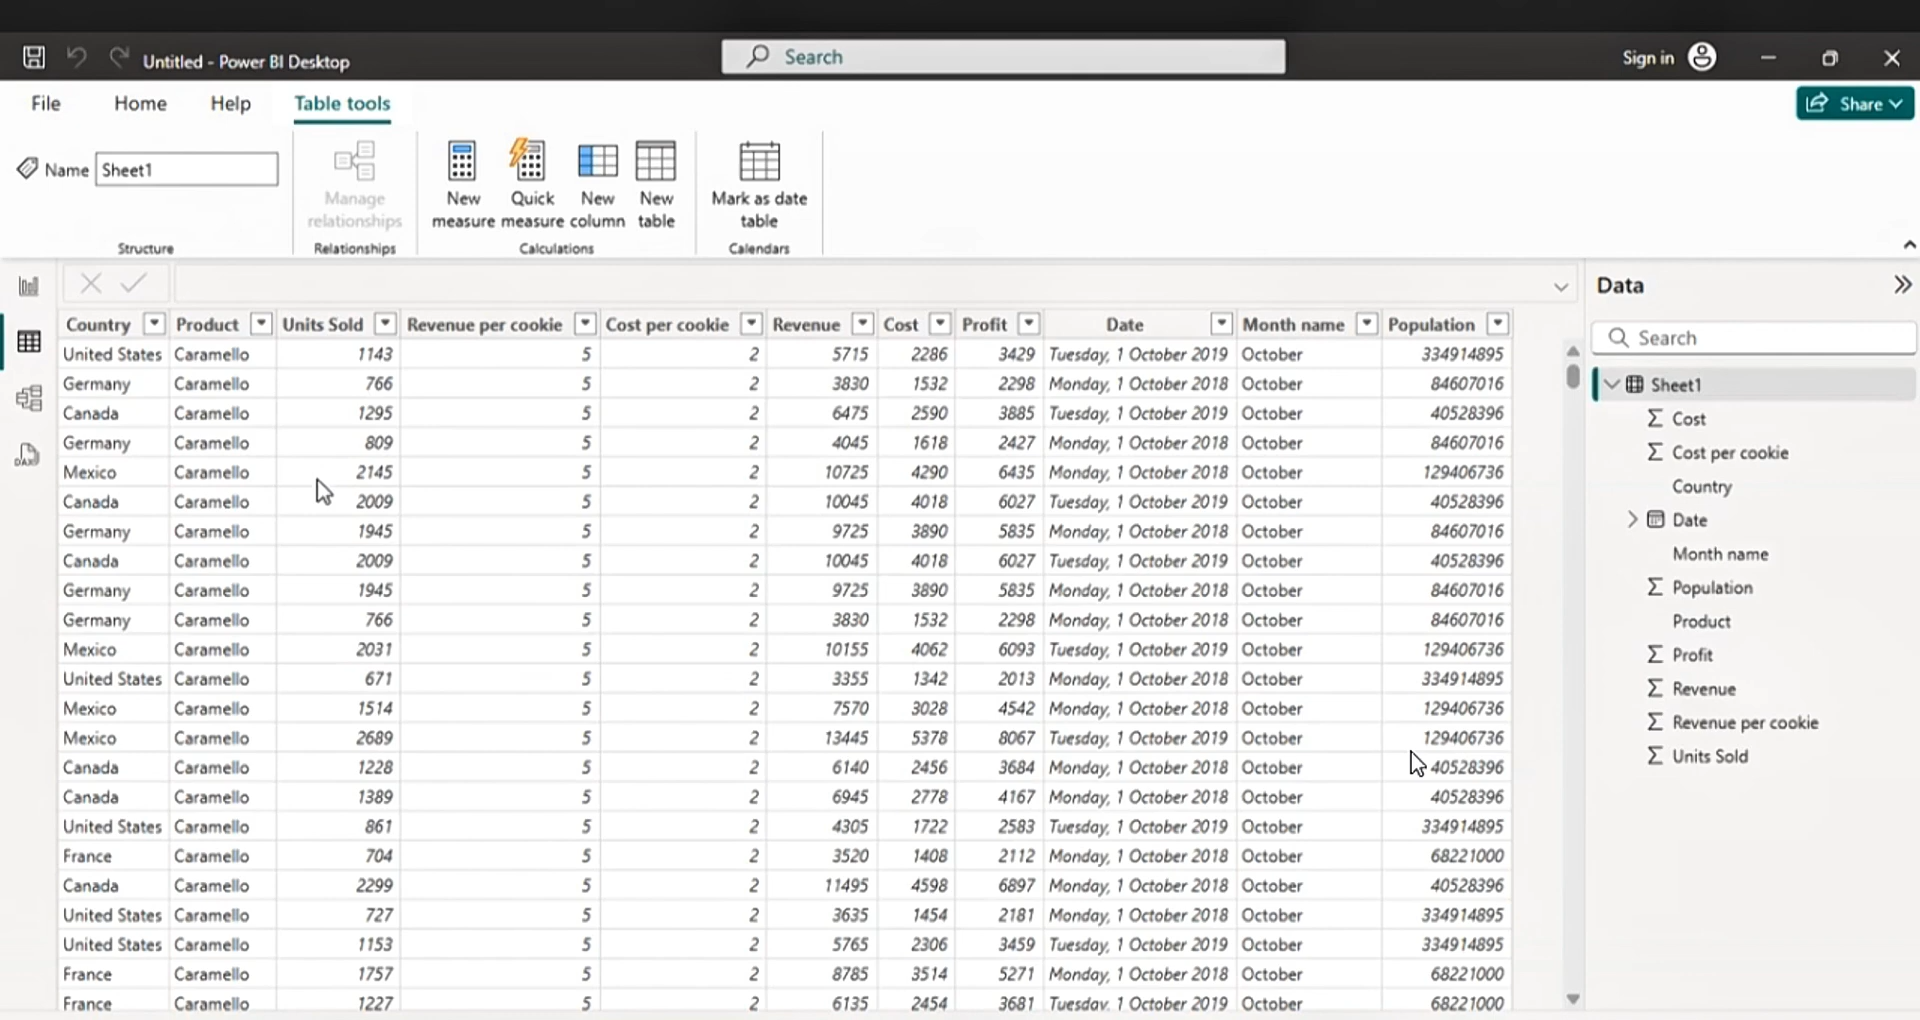 Untitled - Power BI Desktop
Search
Sign in
File Home Help Table tools
Share
Name Sheet1
Manage relationships
New measure
Quick measure
New column
New table
Mark as date table
Structure Relationships Calculations Calendars
Country Product Units Sold Revenue per cookie Cost per cookie Revenue Cost Profit Date Month name Population
United States Caramello 1143 5 2 5715 2286 3429 Tuesday, 1 October 2019 October 334914895
Germany Caramello 766 5 2 3830 1532 2298 Monday, 1 October 2018 October 84607016
Canada Caramello 1295 5 2 6475 2590 3885 Tuesday, 1 October 2019 October 40528396
Germany Caramello 809 5 2 4045 1618 2427 Monday, 1 October 2018 October 84607016
Mexico Caramello 2145 5 2 10725 4290 6435 Monday, 1 October 2018 October 129406736
Canada Caramello 2009 5 2 10045 4018 6027 Tuesday, 1 October 2019 October 40528396
Germany Caramello 1945 5 2 9725 3890 5835 Monday, 1 October 2018 October 84607016
Canada Caramello 2009 5 2 10045 4018 6027 Tuesday, 1 October 2019 October 40528396
Germany Caramello 1945 5 2 9725 3890 5835 Monday, 1 October 2018 October 84607016
Germany Caramello 766 5 2 3830 1532 2298 Monday, 1 October 2018 October 84607016
Mexico Caramello 2031 5 2 10155 4062 6093 Tuesday, 1 October 2019 October 129406736
United States Caramello 671 5 2 3355 1342 2013 Monday, 1 October 2018 October 334914895
Mexico Caramello 1514 5 2 7570 3028 4542 Monday, 1 October 2018 October 129406736
Mexico Caramello 2689 5 2 13445 5378 8067 Tuesday, 1 October 2019 October 129406736
Canada Caramello 1228 5 2 6140 2456 3684 Monday, 1 October 2018 October 40528396
Canada Caramello 1389 5 2 6945 2778 4167 Monday, 1 October 2018 October 40528396
United States Caramello 861 5 2 4305 1722 2583 Tuesday, 1 October 2019 October 334914895
France Caramello 704 5 2 3520 1408 2112 Monday, 1 October 2018 October 68221000
Canada Caramello 2299 5 2 11495 4598 6897 Monday, 1 October 2018 October 40528396
United States Caramello 727 5 2 3635 1454 2181 Monday, 1 October 2018 October 334914895
United States Caramello 1153 5 2 5765 2306 3459 Tuesday, 1 October 2019 October 334914895
France Caramello 1757 5 2 8785 3514 5271 Monday, 1 October 2018 October 68221000
France Caramello 1227 5 2 6135 2454 3681 Tuesday, 1 October 2019 October 68221000
DAX
Data
Search
Sheet1
Σ Cost
Σ Cost per cookie
Country
Date
Month name
Σ Population
Product
Σ Profit
Σ Revenue
Σ Revenue per cookie
Σ Units Sold